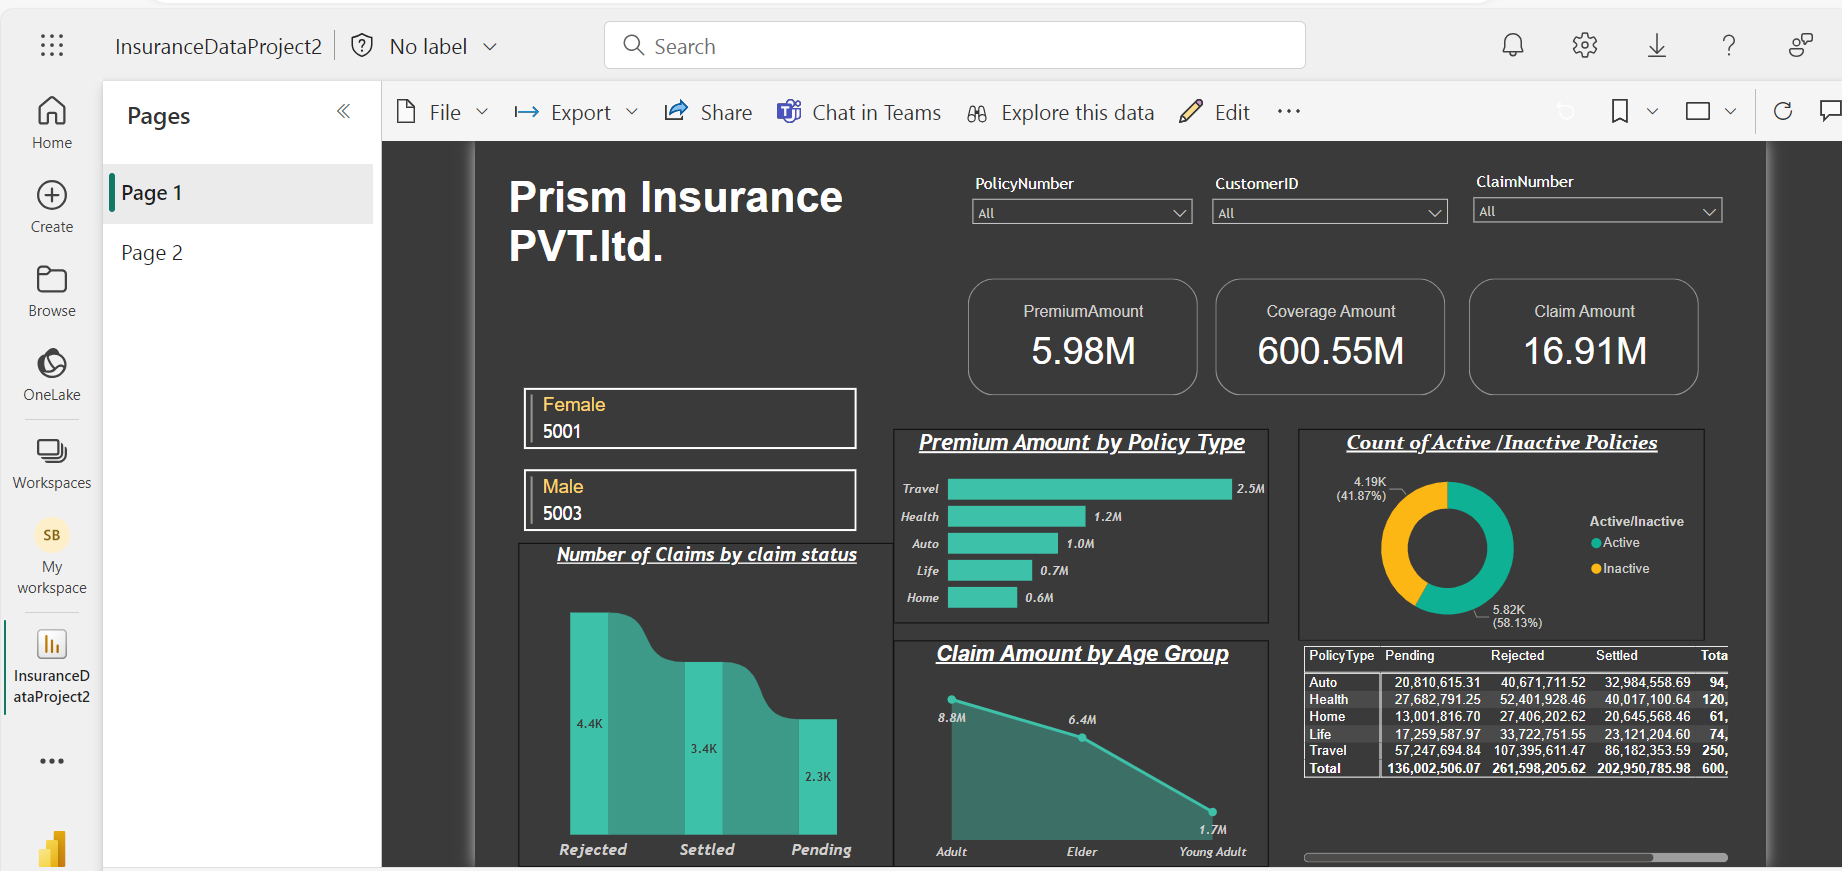 InsuranceDataProject2
No label
Search
Home
Create
Browse
OneLake
Workspaces
SB
My
workspace
InsuranceD
ataProject2
Pages
Page 1
Page 2
File
Export
Share
Chat in Teams
Explore this data
Edit
Prism Insurance
PVT.ltd.
PolicyNumber
All
CustomerID
All
ClaimNumber
All
PremiumAmount
5.98M
Coverage Amount
600.55M
Claim Amount
16.91M
Female
5001
Male
5003
Number of Claims by claim status
4.4K
3.4K
2.3K
Rejected Settled Pending
Premium Amount by Policy Type
Travel 2.5M
Health 1.2M
Auto 1.0M
Life 0.7M
Home 0.6M
Claim Amount by Age Group
8.8M
6.4M
1.7M
Adult Elder Young Adult
Count of Active /Inactive Policies
4.19K
(41.87%)
5.82K
(58.13%)
Active/Inactive
Active
Inactive
PolicyType Pending Rejected Settled Tota
Auto 20,810,615.31 40,671,711.52 32,984,558.69 94,
Health 27,682,791.25 52,401,928.46 40,017,100.64 120,
Home 13,001,816.70 27,406,202.62 20,645,568.46 61,
Life 17,259,587.97 33,722,751.55 23,121,204.60 74,
Travel 57,247,694.84 107,395,611.47 86,182,353.59 250,
Total 136,002,506.07 261,598,205.62 202,950,785.98 600,